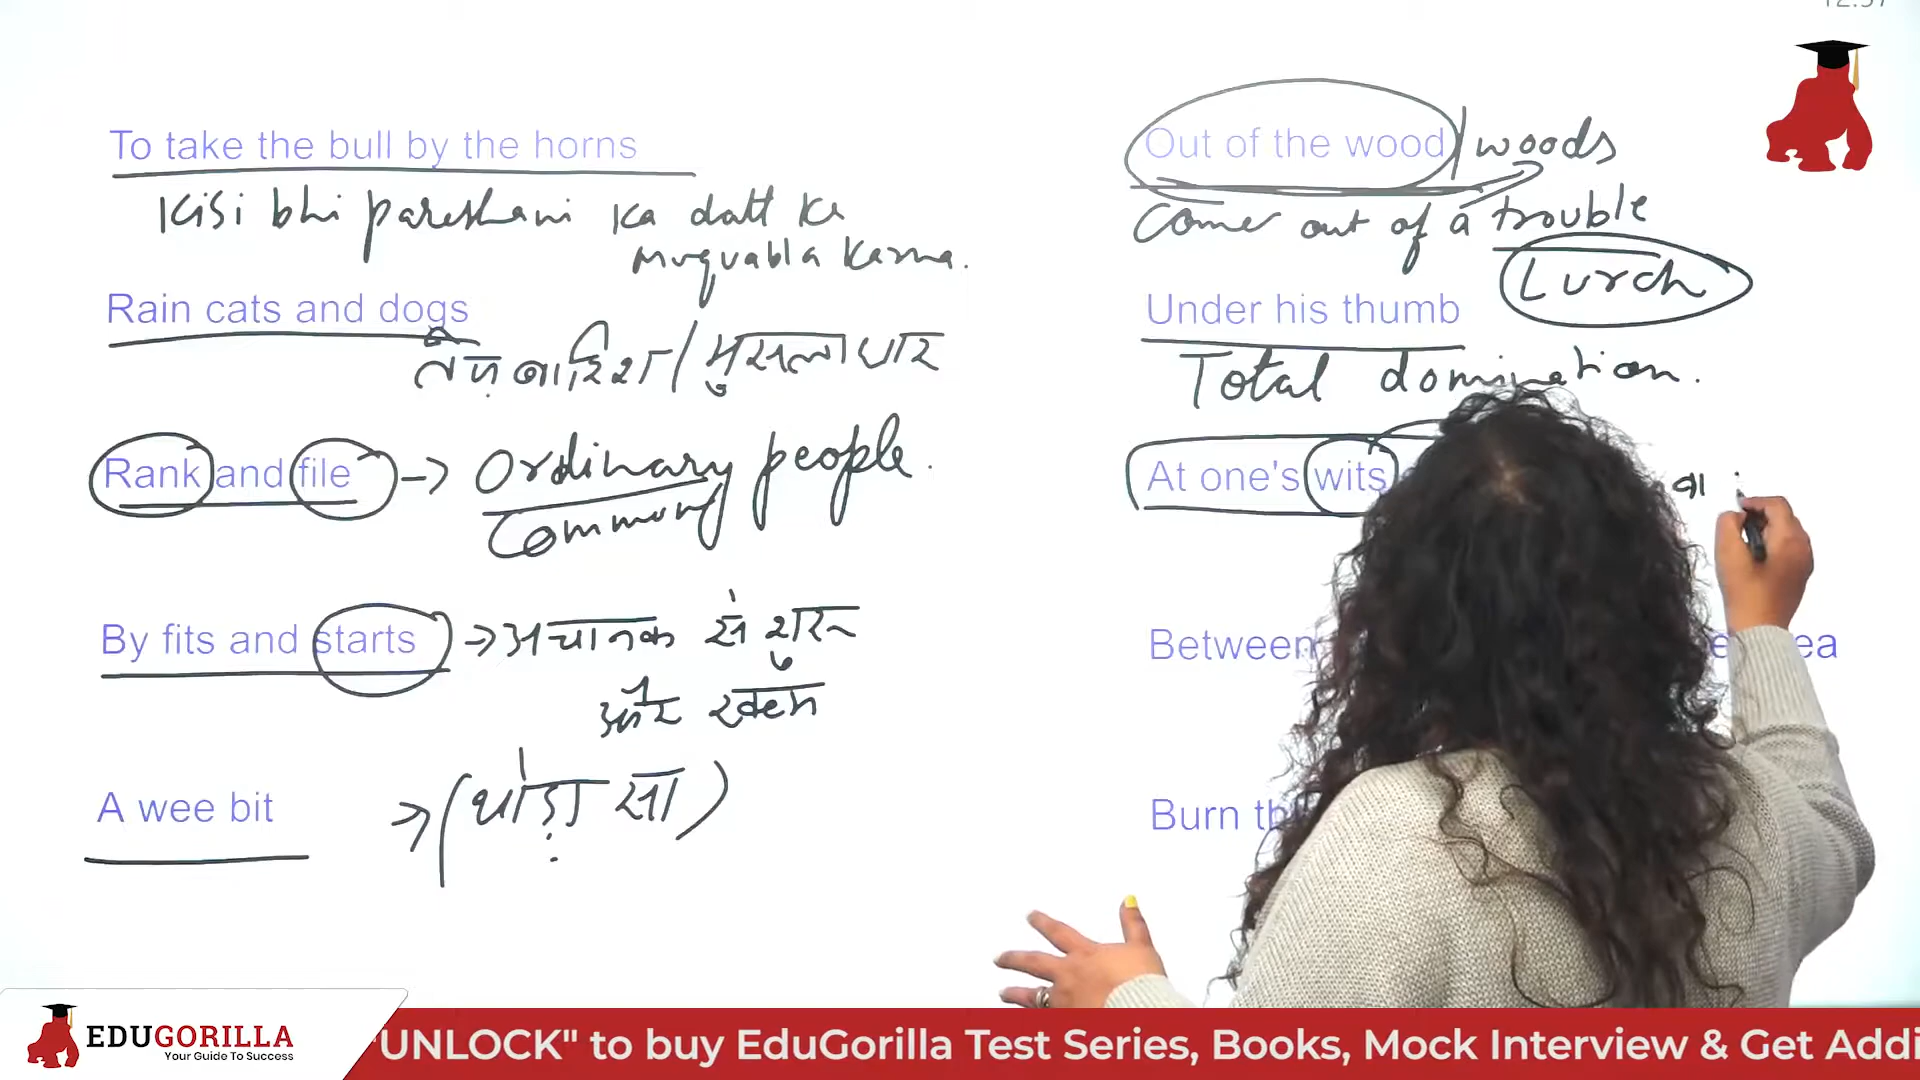 To take the bull by the horns
Kisi bhi pareshani ka datt ke
muquabla karna.
Rain cats and dogs
तेज़ बारिश / मूसलाधार
Rank and file → Ordinary people.
Common
By fits and starts → अचानक से शुरू
और खत्म
A wee bit → (थोड़ा सा)
Out of the wood / woods
Come out of a trouble
Lurch
Under his thumb
Total domination.
At one's wits
Between
ea
Burn th
EDUGORILLA
Your Guide To Success
"UNLOCK" to buy EduGorilla Test Series, Books, Mock Interview & Get Addi